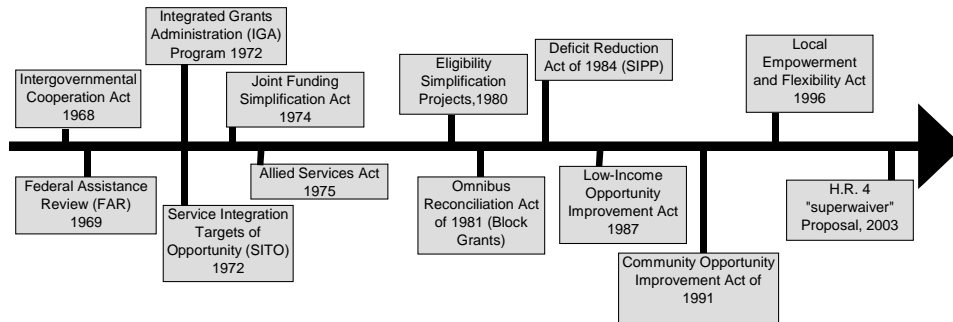 Integrated Grants
Administration (IGA)
Program 1972
Intergovernmental
Cooperation Act
1968
Joint Funding
Simplification Act
1974
Eligibility
Simplification
Projects,1980
Deficit Reduction
Act of 1984 (SIPP)
Local
Empowerment
and Flexibility Act
1996
Federal Assistance
Review (FAR)
1969
Service Integration
Targets of
Opportunity (SITO)
1972
Allied Services Act
1975
Omnibus
Reconciliation Act
of 1981 (Block
Grants)
Low-Income
Opportunity
Improvement Act
1987
Community Opportunity
Improvement Act of
1991
H.R. 4
"superwaiver"
Proposal, 2003